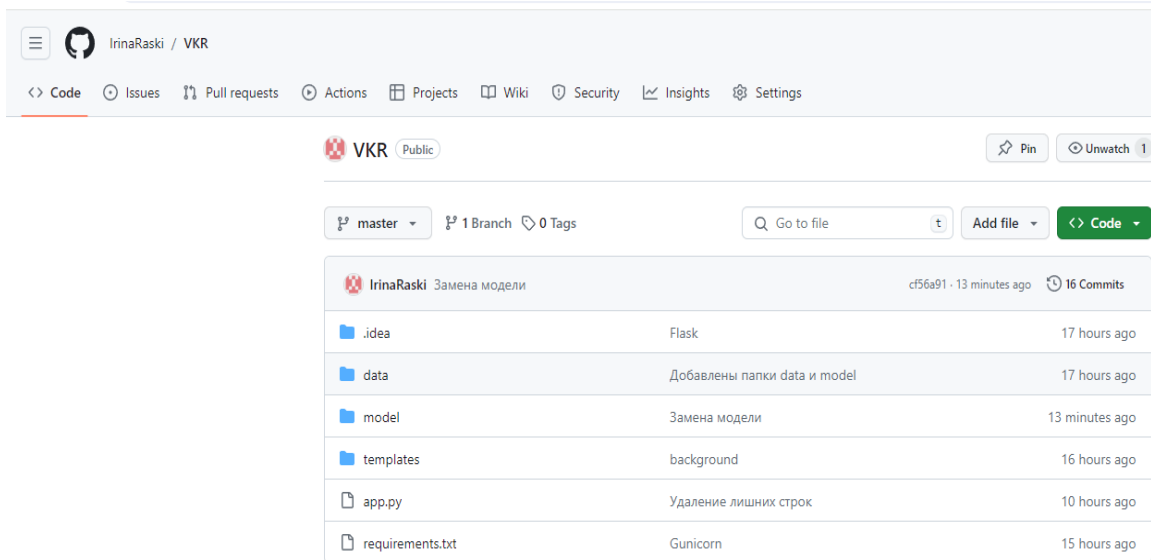 IrinaRaski / VKR
Code Issues Pull requests Actions Projects Wiki Security Insights Settings
VKR Public Pin Unwatch 1
master 1 Branch 0 Tags Go to file t Add file Code
IrinaRaski Замена модели cf56a91 · 13 minutes ago 16 Commits
.idea Flask 17 hours ago
data Добавлены папки data и model 17 hours ago
model Замена модели 13 minutes ago
templates background 16 hours ago
app.py Удаление лишних строк 10 hours ago
requirements.txt Gunicorn 15 hours ago